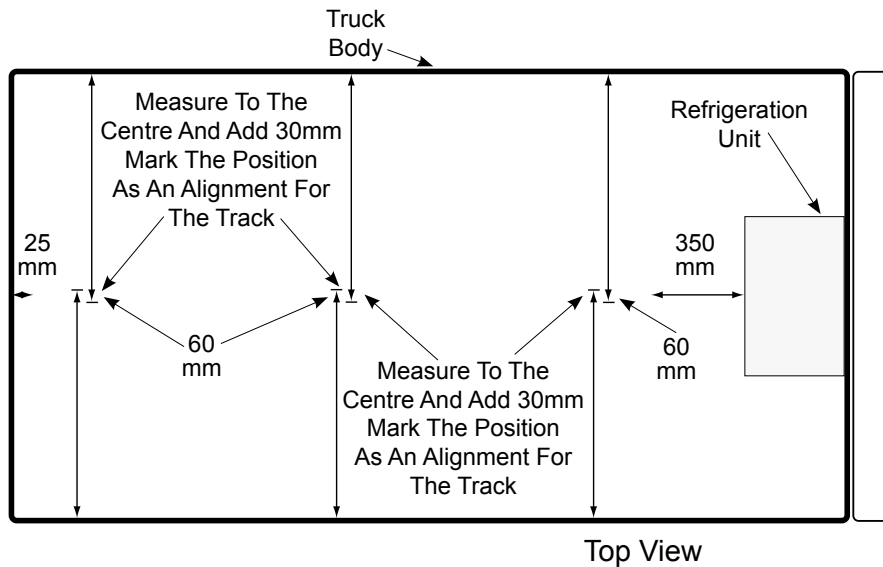 Truck
Body
Measure To The
Centre And Add 30mm
Mark The Position
As An Alignment For
The Track
Refrigeration
Unit
25
mm
350
mm
60
mm
60
mm
Measure To The
Centre And Add 30mm
Mark The Position
As An Alignment For
The Track
Top View